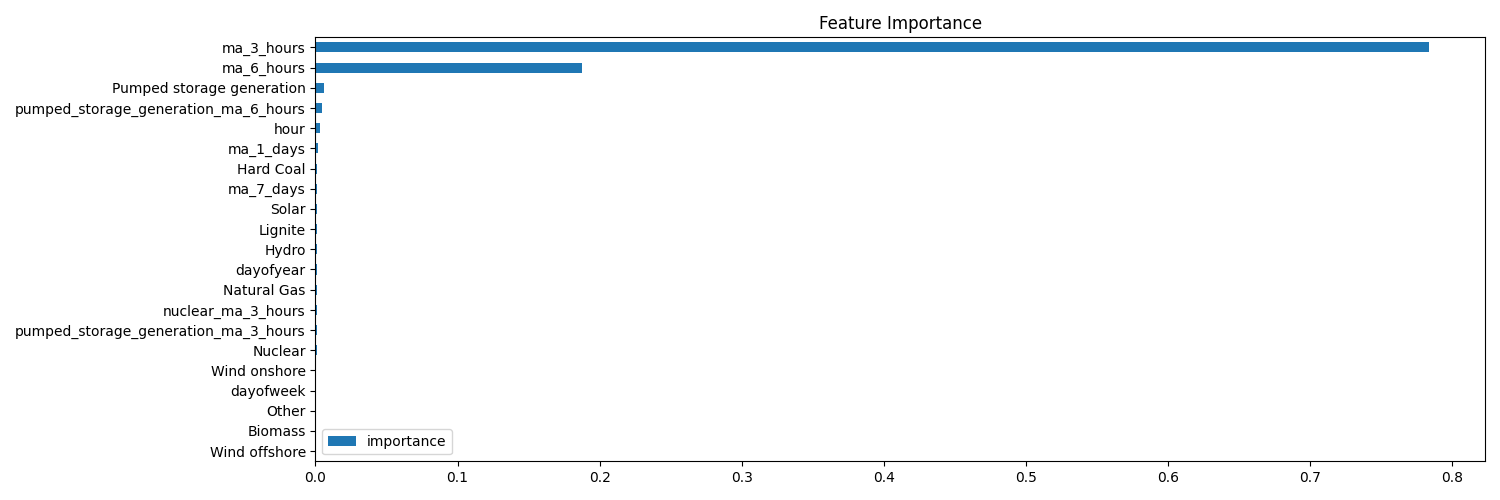 Feature Importance
ma_3_hours
ma_6_hours
Pumped storage generation
pumped_storage_generation_ma_6_hours
hour
ma_1_days
Hard Coal
ma_7_days
Solar
Lignite
Hydro
dayofyear
Natural Gas
nuclear_ma_3_hours
pumped_storage_generation_ma_3_hours
Nuclear
Wind onshore
dayofweek
Other
Biomass
Wind offshore
importance
0.0 0.1 0.2 0.3 0.4 0.5 0.6 0.7 0.8